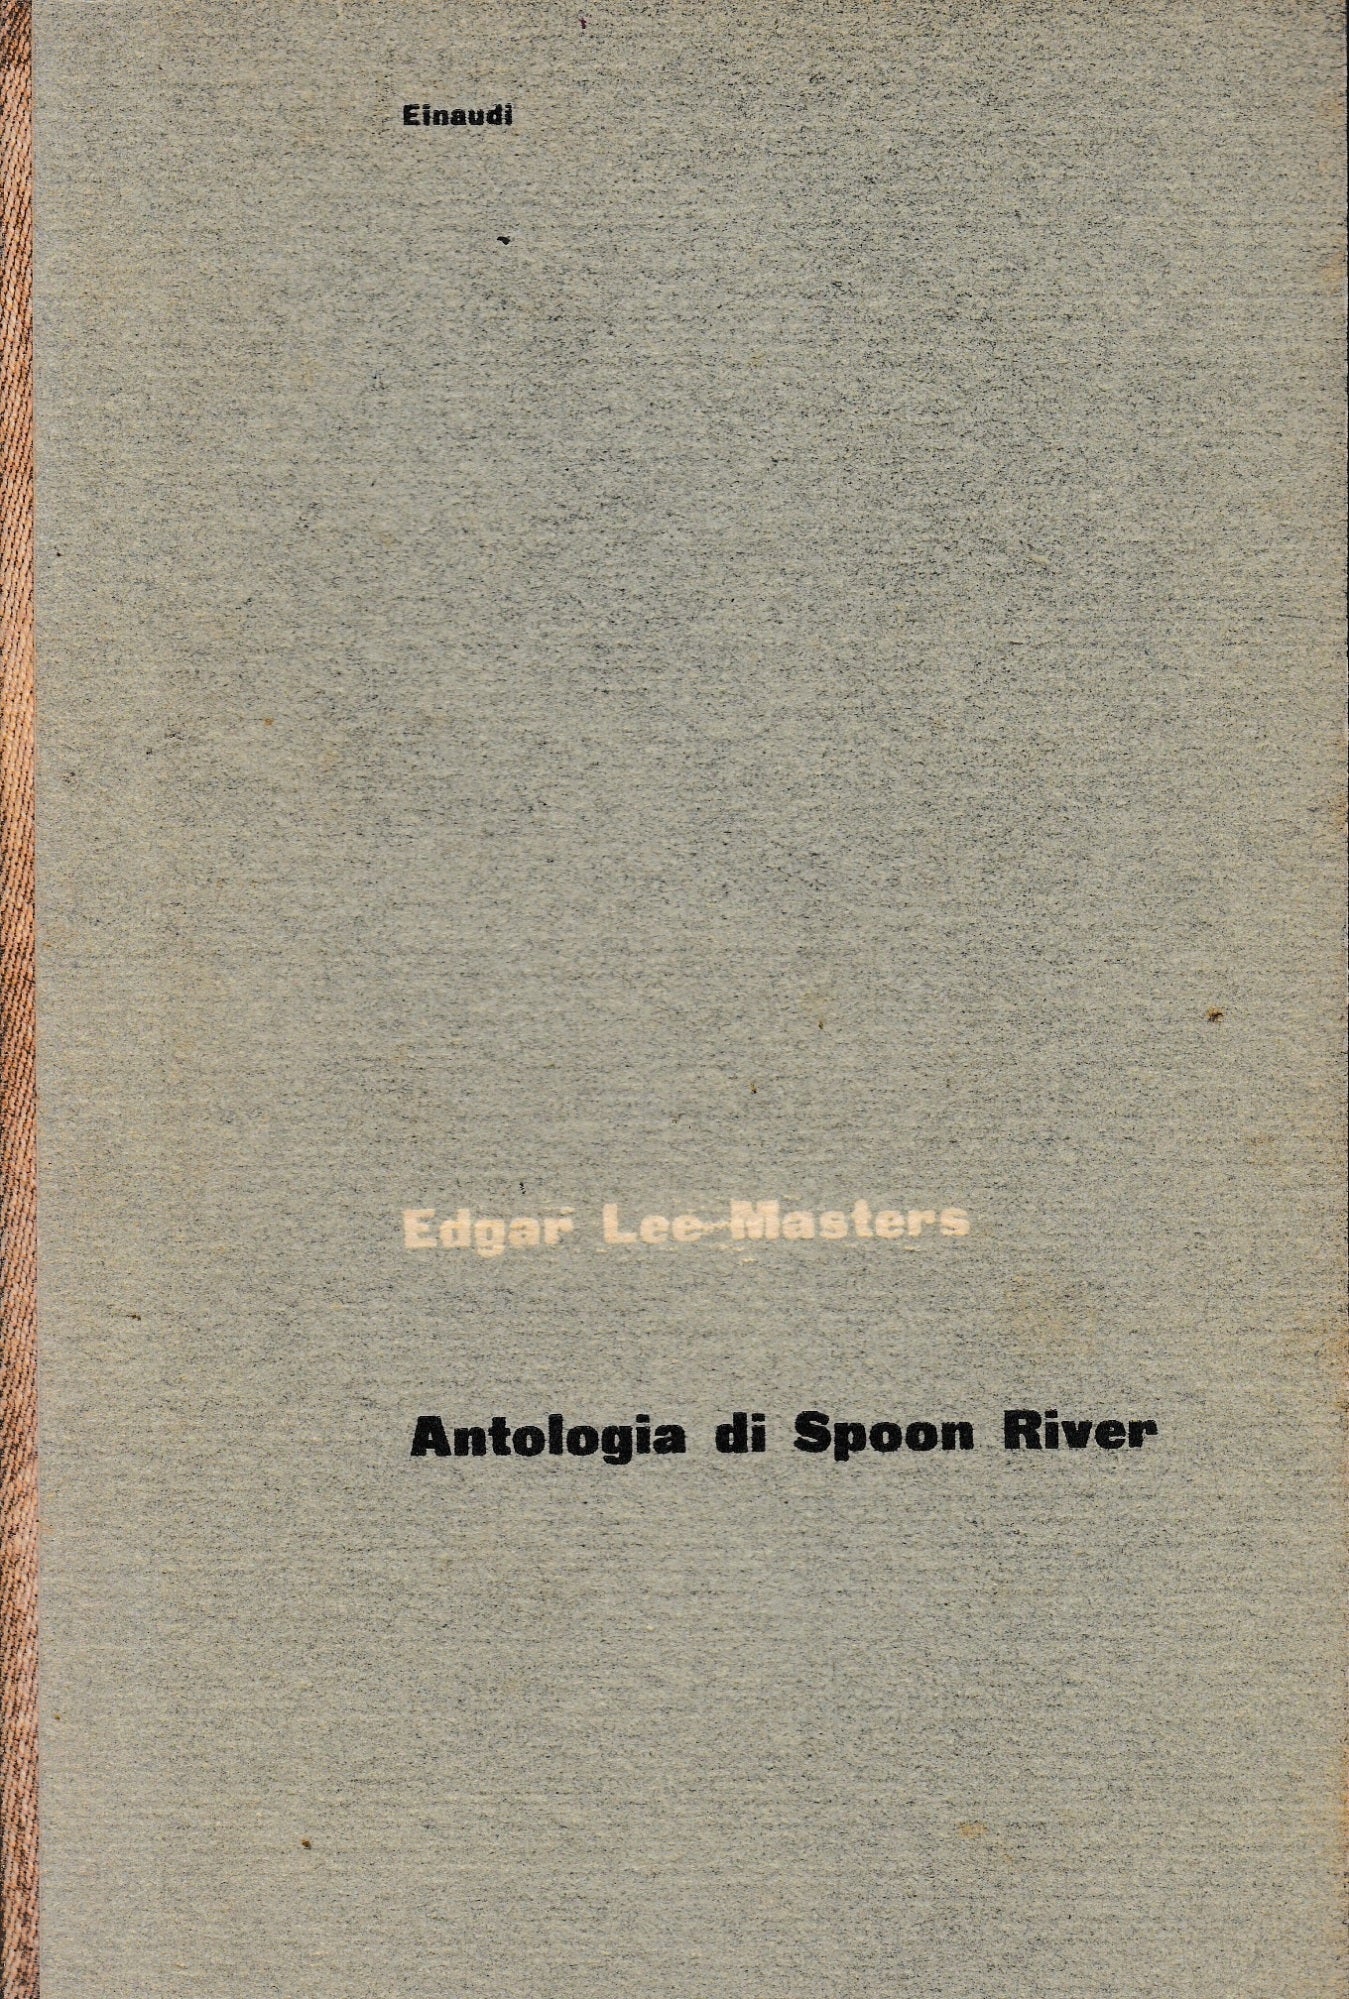 Einaudi
Edgar Lee Masters
Antologia di Spoon River